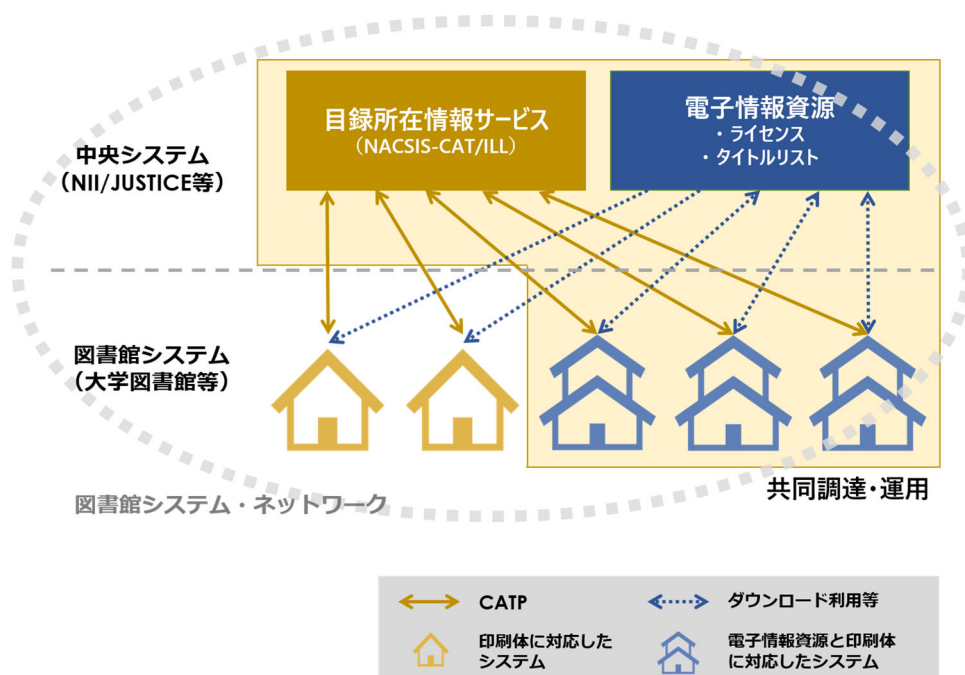 目録所在情報サービス
（NACSIS-CAT/ILL）
電子情報資源
・ライセンス
・タイトルリスト
中央システム
（NII/JUSTICE等）
図書館システム
（大学図書館等）
共同調達・運用
図書館システム・ネットワーク
CATP
ダウンロード利用等
印刷体に対応した
システム
電子情報資源と印刷体
に対応したシステム